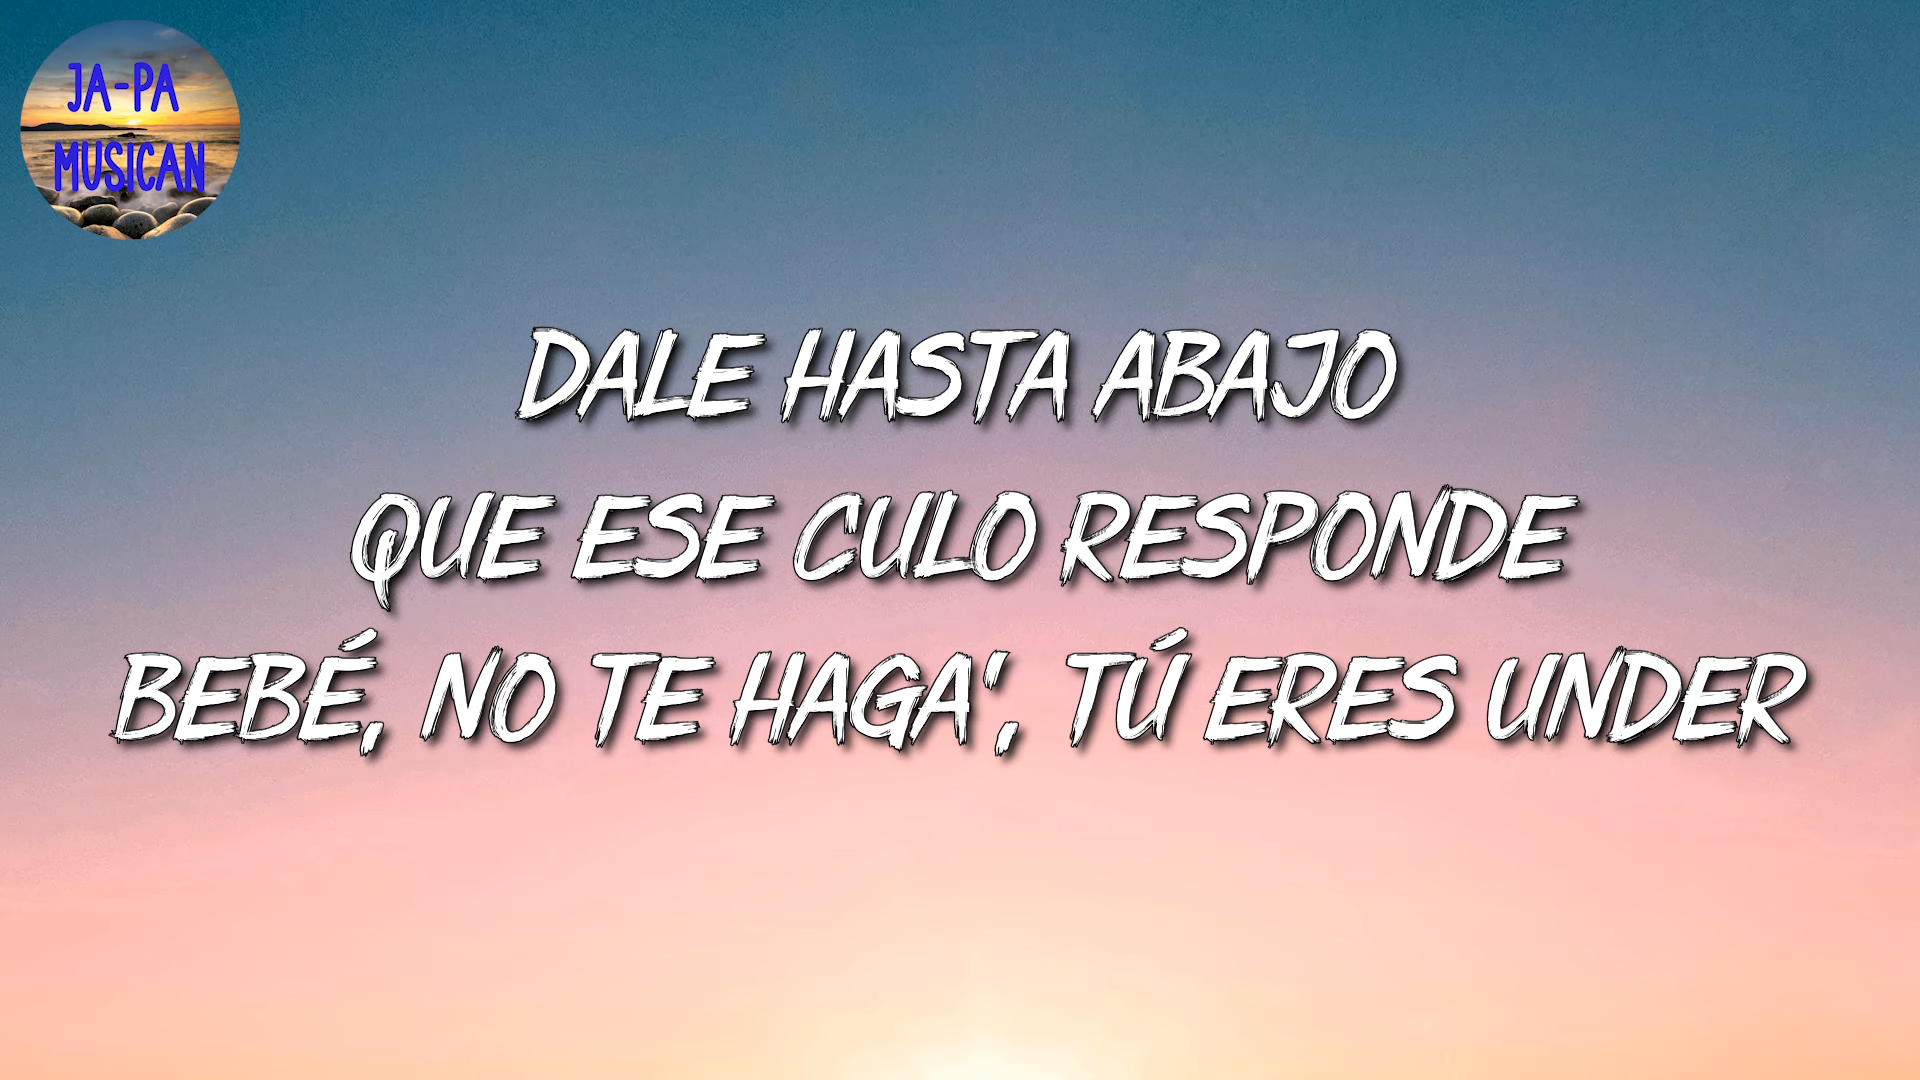 JA-PA
MUSICAN
DALE HASTA ABAJO
QUE ESE CULO RESPONDE
BEBÉ, NO TE HAGA', TÚ ERES UNDER